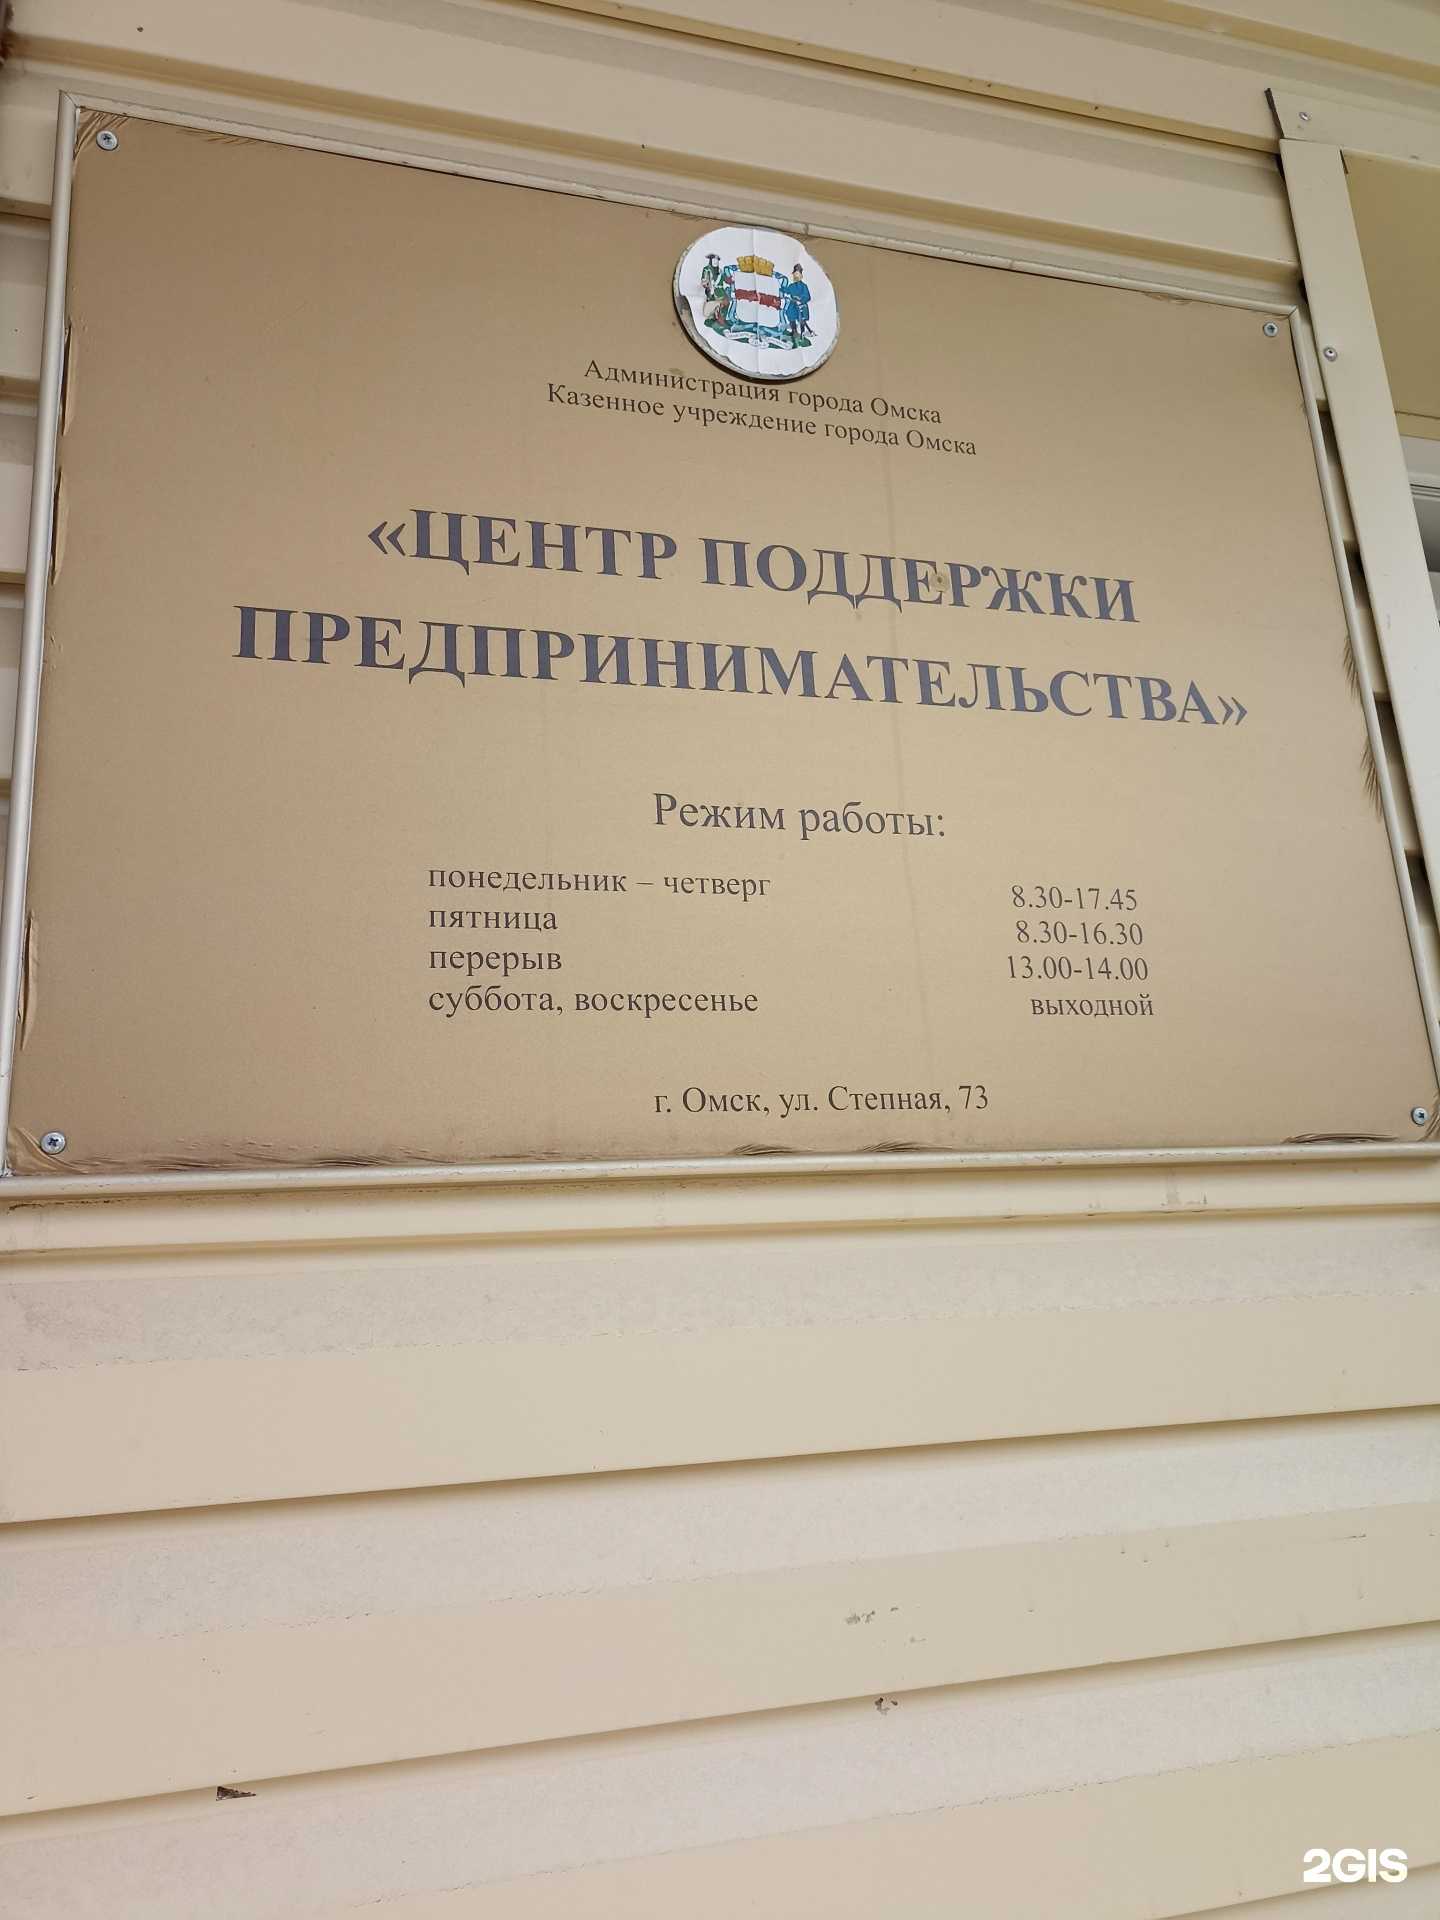 Администрация города Омска
Казенное учреждение города Омска
«ЦЕНТР ПОДДЕРЖКИ
ПРЕДПРИНИМАТЕЛЬСТВА»
Режим работы:
понедельник – четверг 8.30-17.45
пятница 8.30-16.30
перерыв 13.00-14.00
суббота, воскресенье выходной
г. Омск, ул. Степная, 73
2GIS